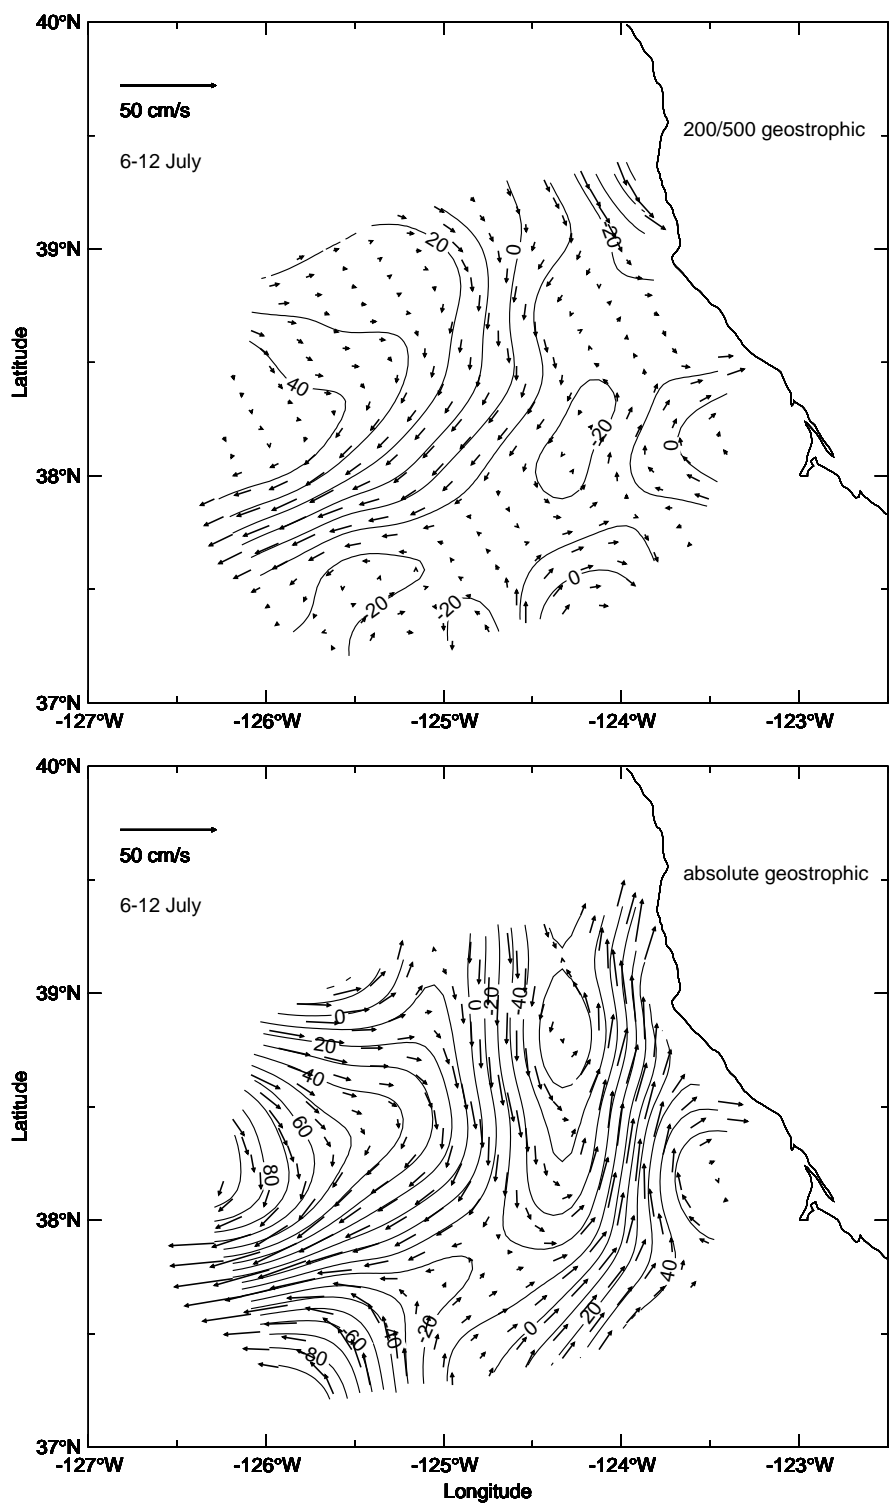 40°N
50 cm/s
200/500 geostrophic
6-12 July
39°N
20
0
-20
Latitude
40
-20
0
38°N
0
-20
-20
37°N
-127°W
-126°W
-125°W
-124°W
-123°W
40°N
50 cm/s
absolute geostrophic
6-12 July
39°N
0
0
-20
-40
20
40
Latitude
60
80
38°N
40
20
0
-20
-40
-60
-80
37°N
-127°W
-126°W
-125°W
-124°W
-123°W
Longitude